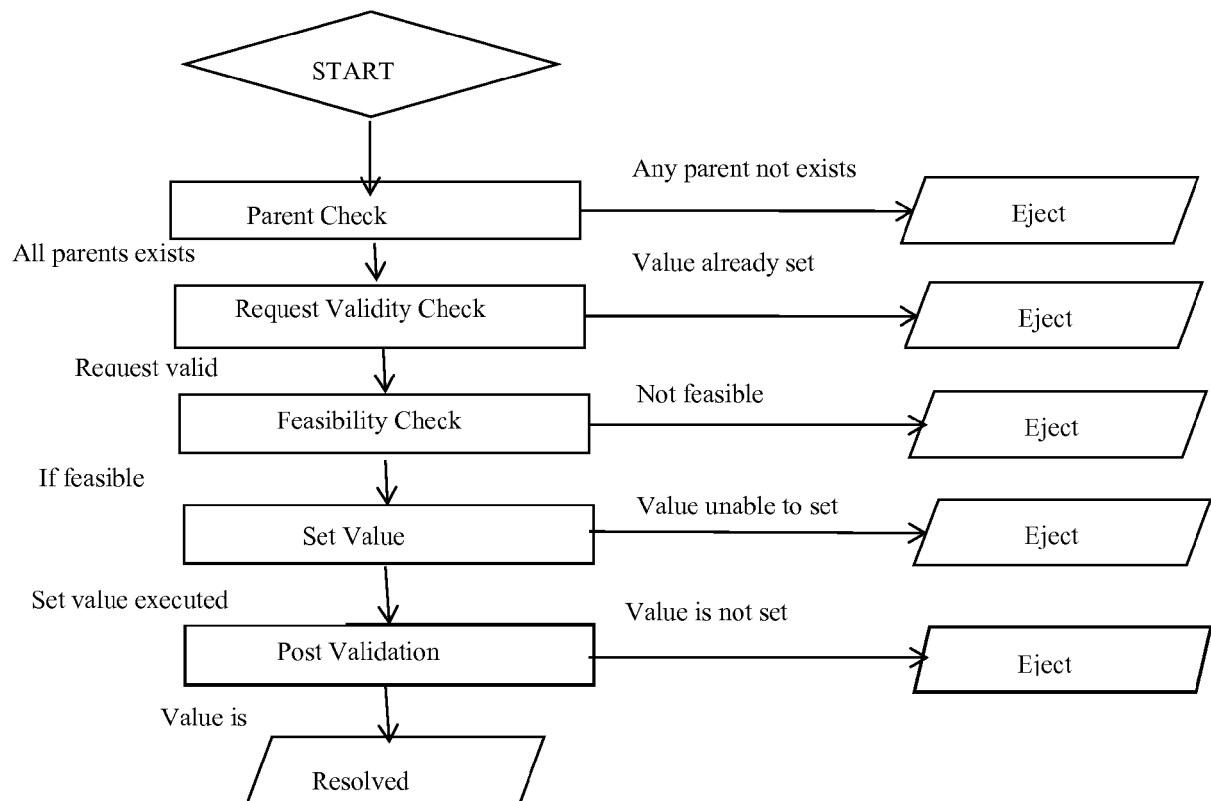 START
Any parent not exists
Parent Check
Eject
All parents exists
Value already set
Request Validity Check
Eject
Request valid
Not feasible
Feasibility Check
Eject
If feasible
Value unable to set
Set Value
Eject
Set value executed
Value is not set
Post Validation
Eject
Value is
Resolved